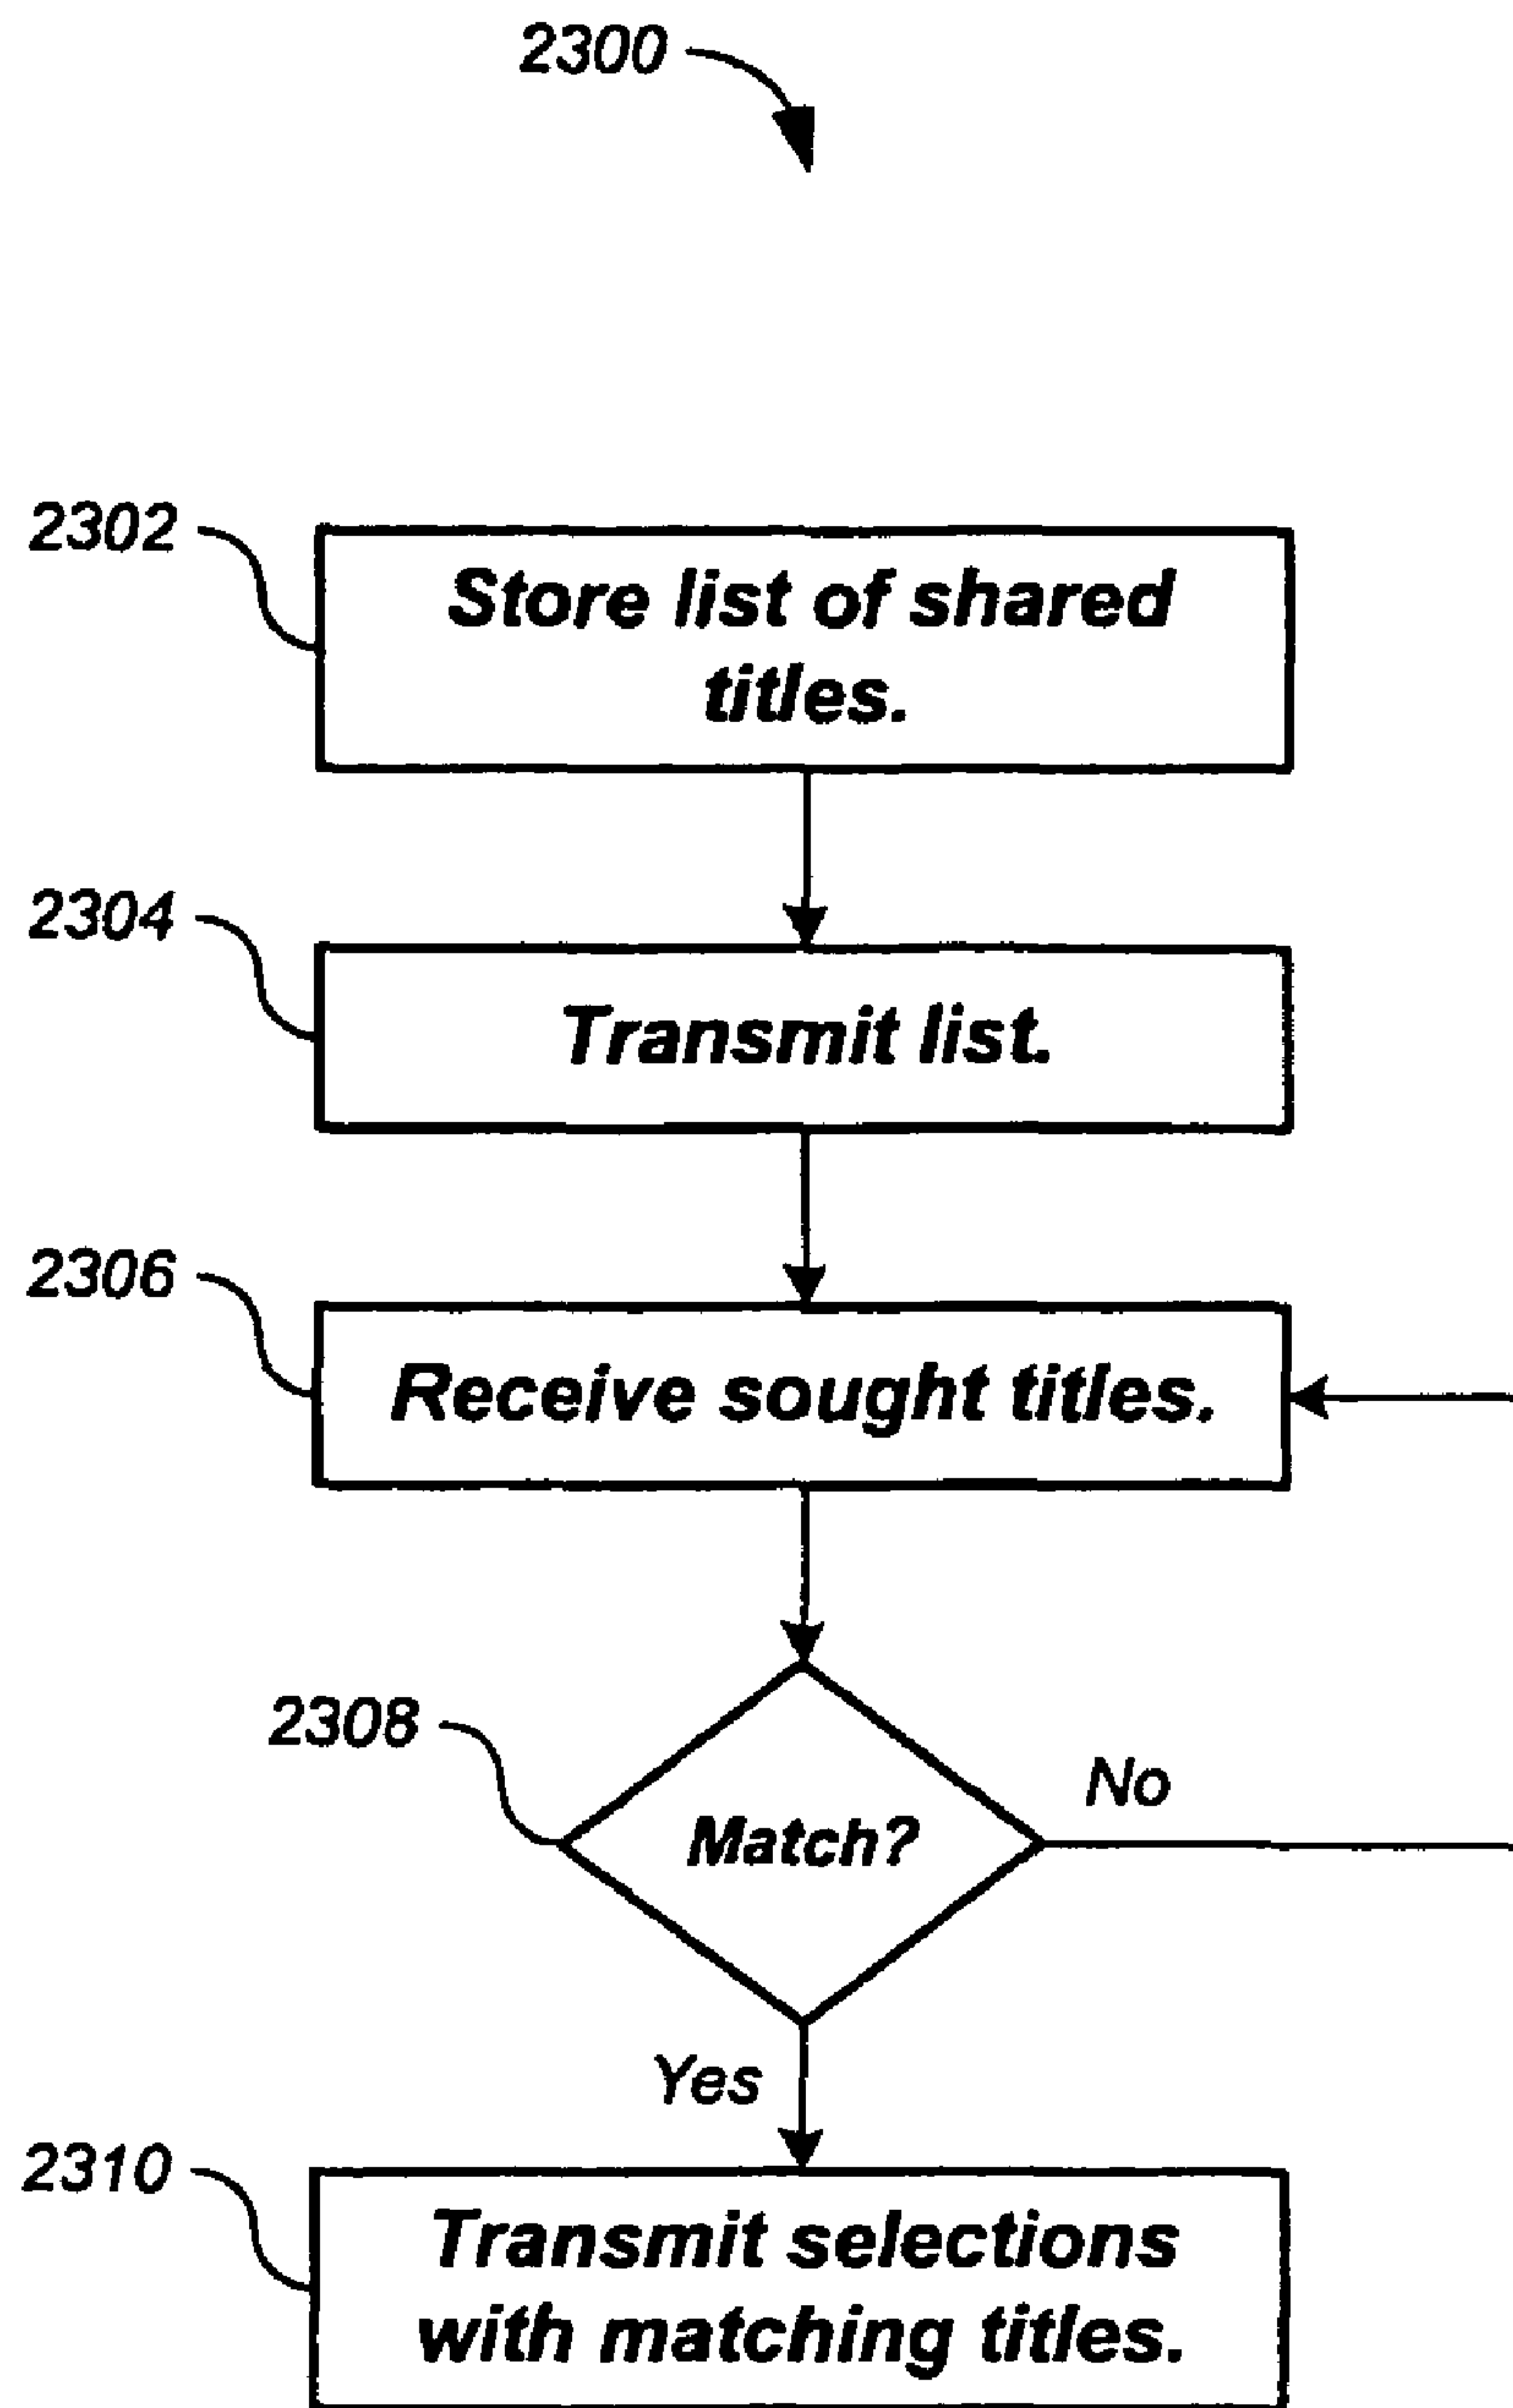 2300
2302
Store list of shared
titles.
2304
Transmit list.
2306
Receive sought titles.
2308
Match?
No
Yes
2310
Transmit selections
with matching titles.